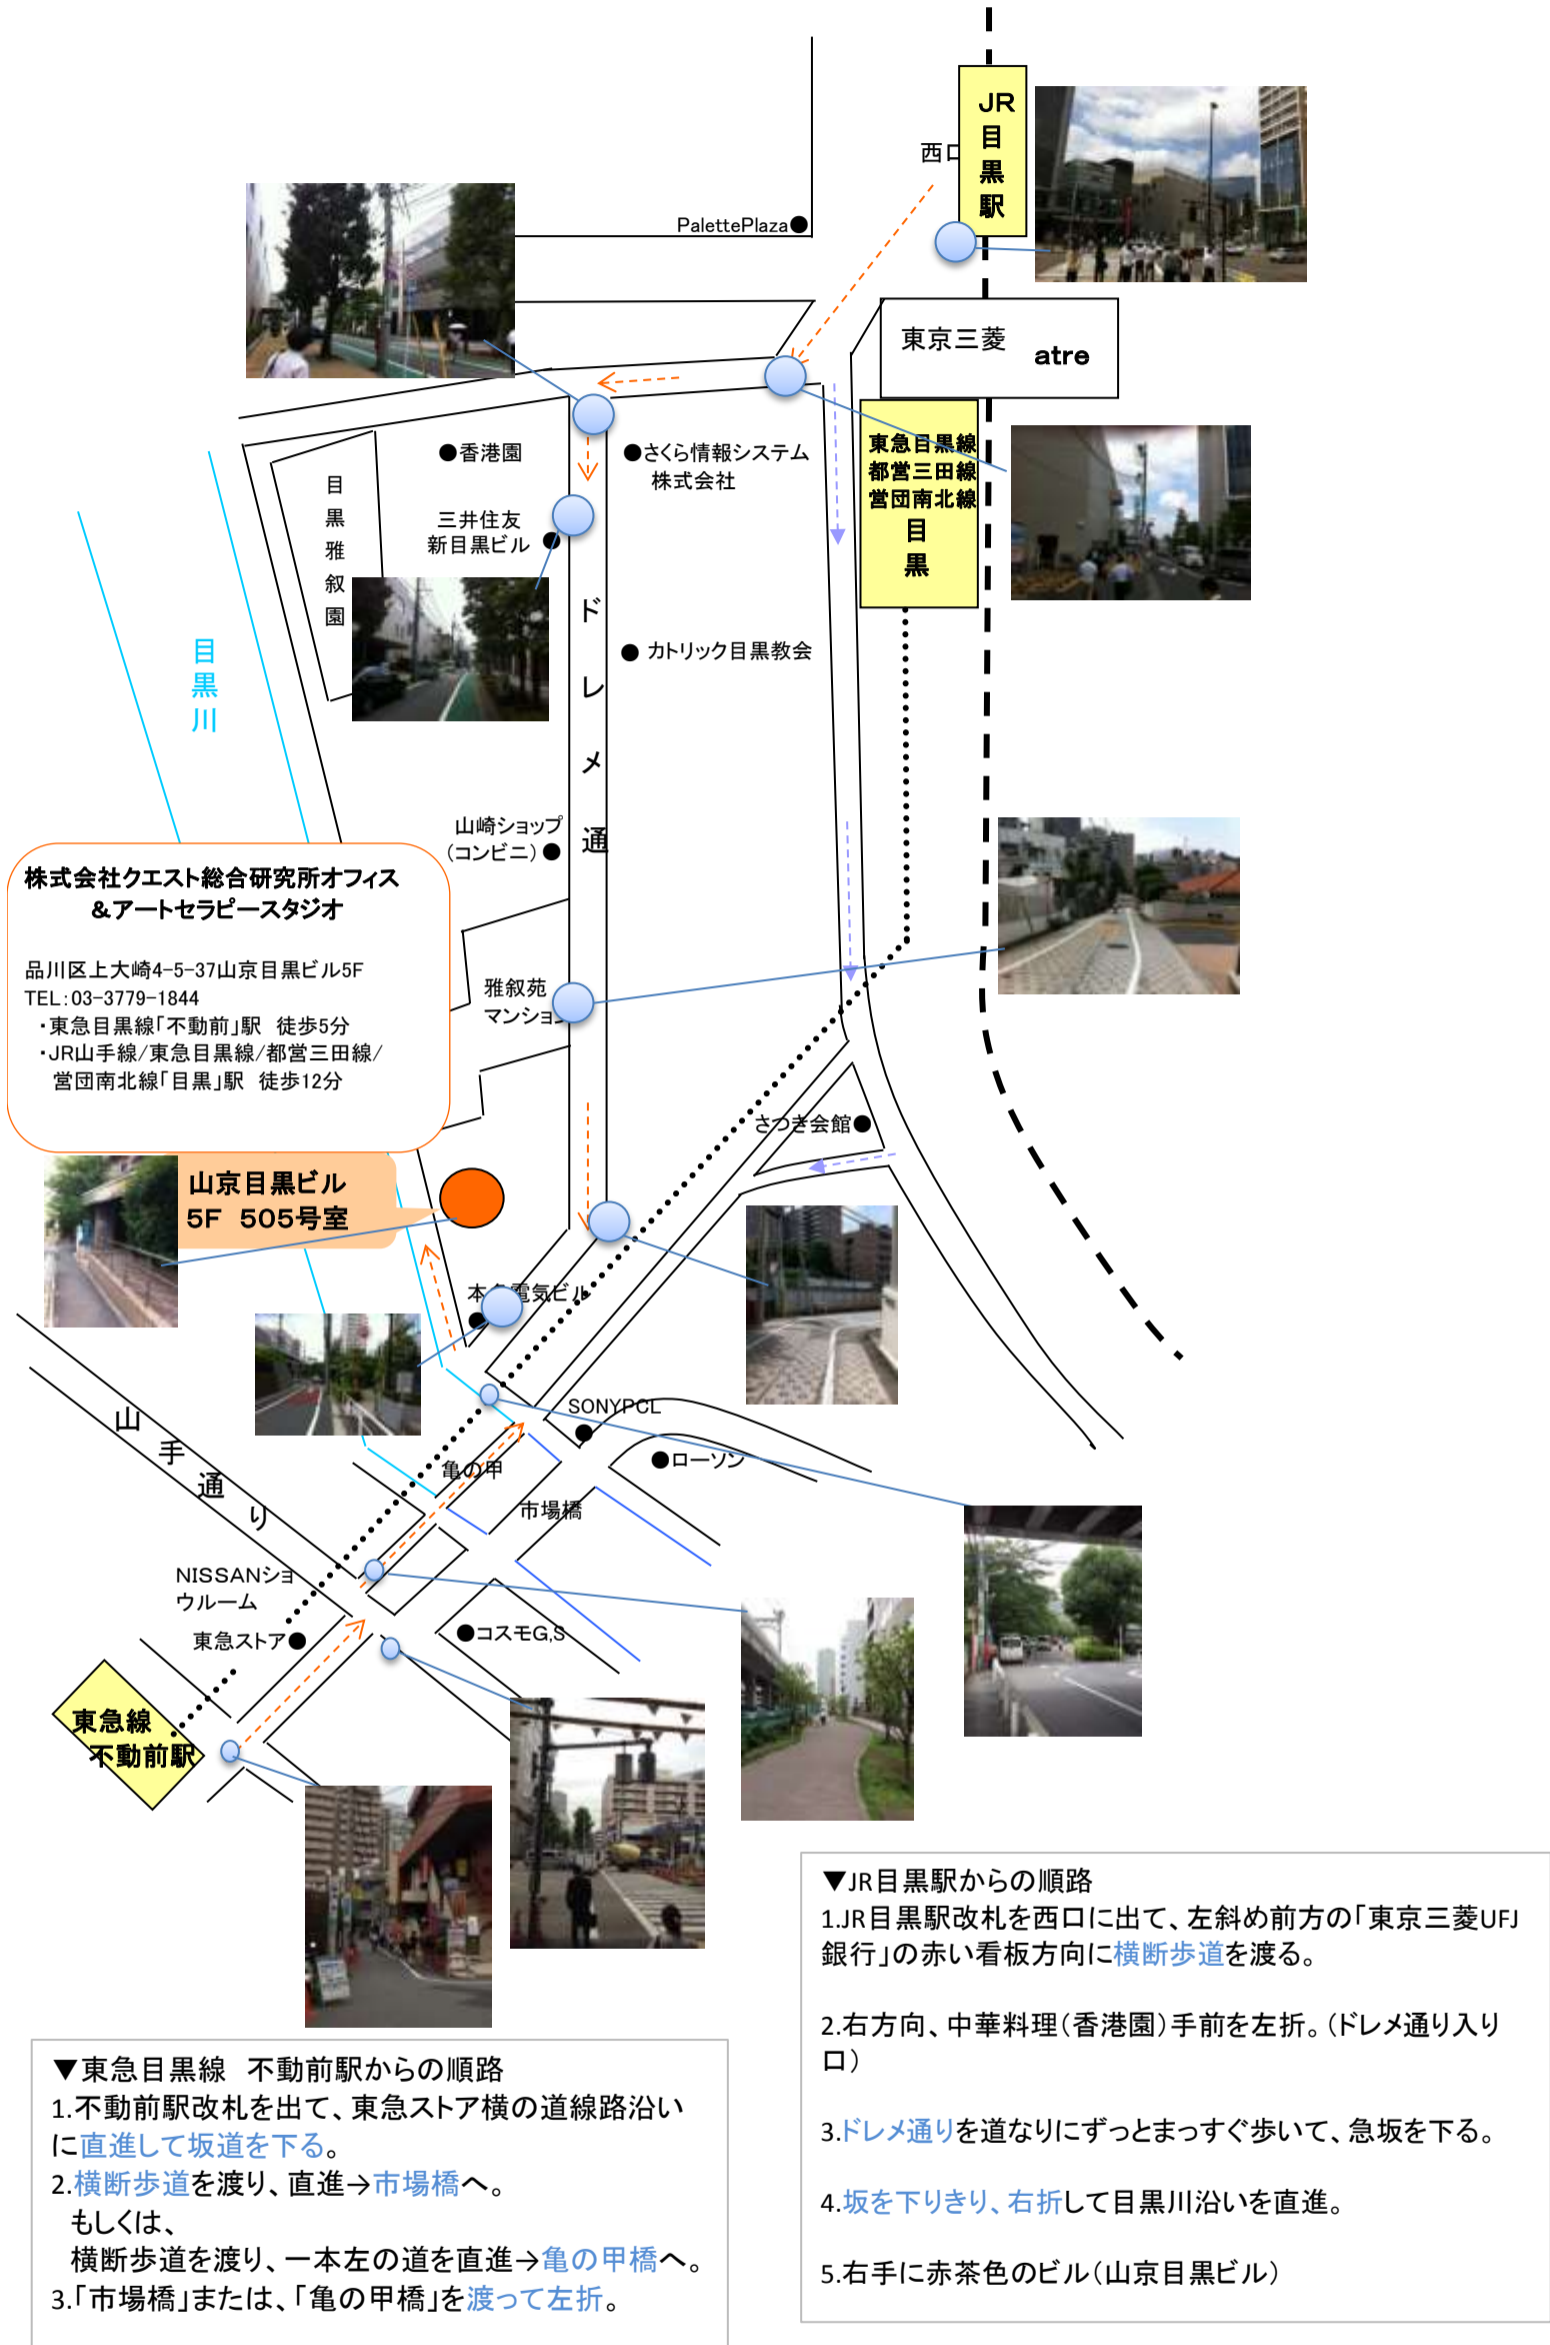 JR
目
黒
駅
西口
PalettePlaza●
東京三菱
atre
東急目黒線
都営三田線
営団南北線
目
黒
●香港園
●さくら情報システム
株式会社
目
黒
雅
叙
園
三井住友
新目黒ビル ●
ド
レ
メ
通
● カトリック目黒教会
目
黒
川
山崎ショップ
(コンビニ) ●
株式会社クエスト総合研究所オフィス
&アートセラピースタジオ
品川区上大崎4-5-37山京目黒ビル5F
TEL:03-3779-1844
・東急目黒線「不動前」駅 徒歩5分
・JR山手線/東急目黒線/都営三田線/
営団南北線「目黒」駅 徒歩12分
雅叙苑
マンション
さつき会館●
山京目黒ビル
5F 505号室
電気ビル
●
SONYPCL
●
●ローソン
亀の甲
市場橋
山
手
通
り
NISSANショ
ウルーム
東急ストア●
●コスモG,S
東急線
不動前駅
▼JR目黒駅からの順路
1.JR目黒駅改札を西口に出て、左斜め前方の「東京三菱UFJ
銀行」の赤い看板方向に横断歩道を渡る。
2.右方向、中華料理(香港園)手前を左折。(ドレメ通り入り
口)
3.ドレメ通りを道なりにずっとまっすぐ歩いて、急坂を下る。
4.坂を下りきり、右折して目黒川沿いを直進。
5.右手に赤茶色のビル(山京目黒ビル)
▼東急目黒線 不動前駅からの順路
1.不動前駅改札を出て、東急ストア横の道線路沿い
に直進して坂道を下る。
2.横断歩道を渡り、直進→市場橋へ。
もしくは、
横断歩道を渡り、一本左の道を直進→亀の甲橋へ。
3.「市場橋」または、「亀の甲橋」を渡って左折。